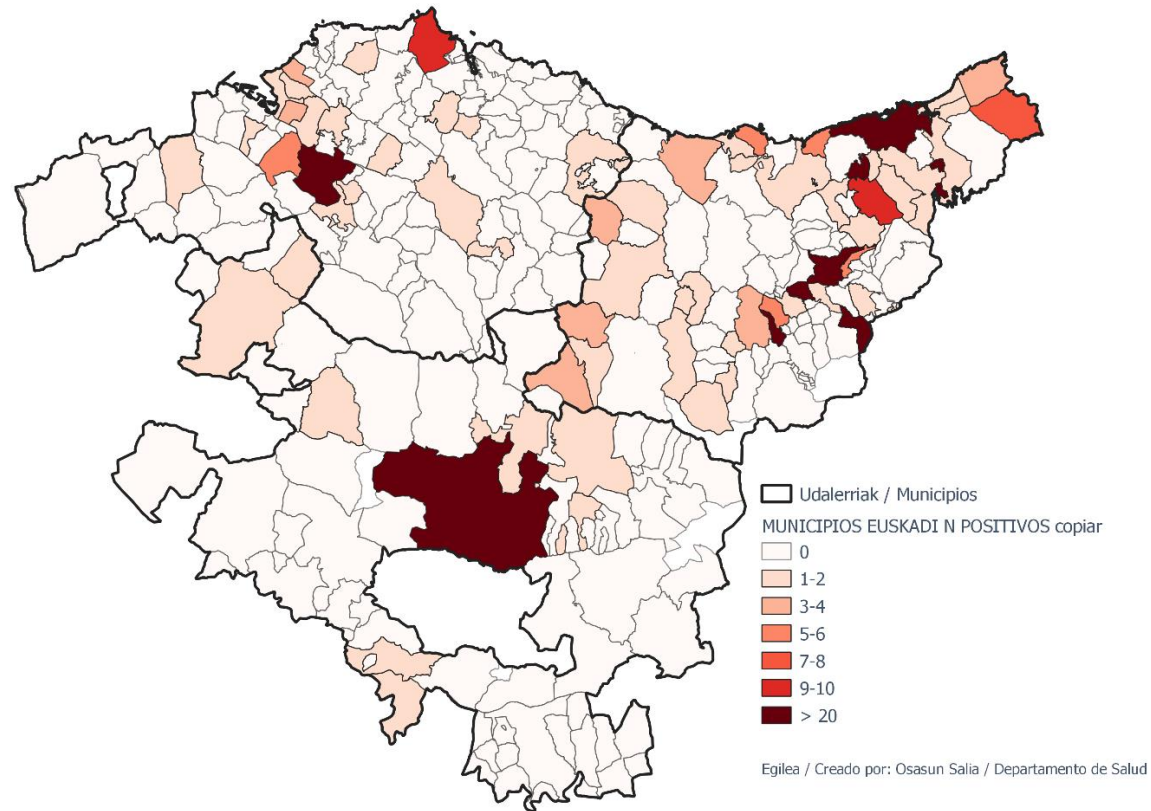 Udalerriak / Municipios
MUNICIPIOS EUSKADI N POSITIVOS copiar
0
1-2
3-4
5-6
7-8
9-10
> 20
Egilea / Creado por: Osasun Salia / Departamento de Salud